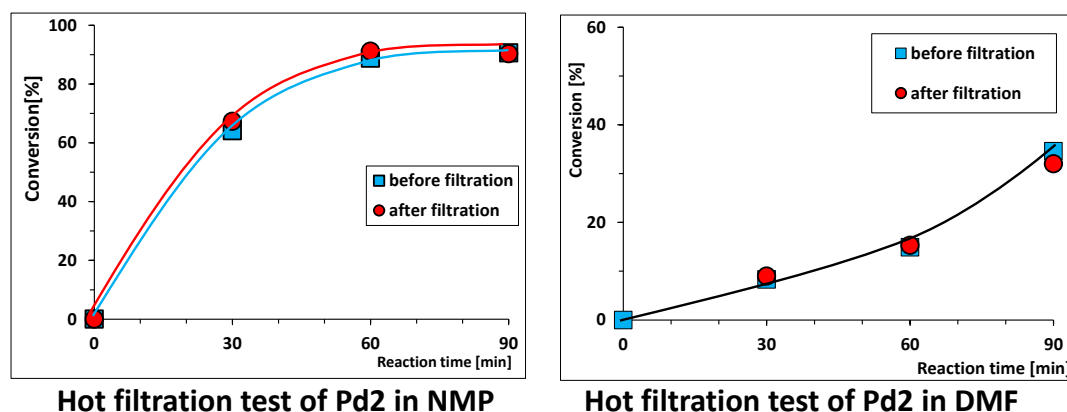 100
80
60
40
20
0
0
30
60
90
Conversion[%]
Reaction time [min]
before filtration
after filtration
Hot filtration test of Pd2 in NMP
60
40
20
0
0
30
60
90
Conversion [%]
Reaction time [min]
before filtration
after filtration
Hot filtration test of Pd2 in DMF